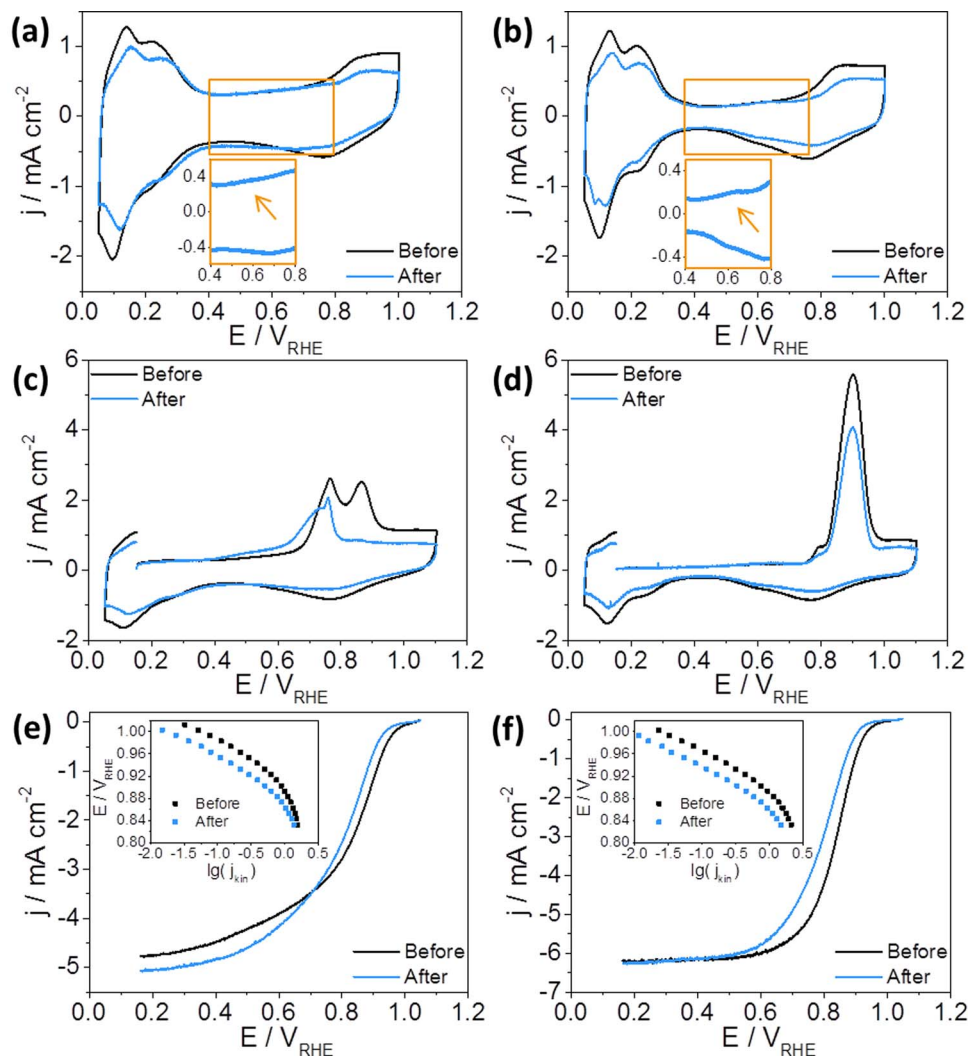 (a)
j / mA cm-2
1
0
-1
-2
0.4
0.0
-0.4
0.4 0.6 0.8
Before
After
0.0 0.2 0.4 0.6 0.8 1.0 1.2
E / VRHE
(b)
j / mA cm-2
1
0
-1
-2
0.4
0.0
-0.4
0.4 0.6 0.8
Before
After
0.0 0.2 0.4 0.6 0.8 1.0 1.2
E / VRHE
(c)
j / mA cm-2
6
4
2
0
-2
Before
After
0.0 0.2 0.4 0.6 0.8 1.0 1.2
E / VRHE
(d)
j / mA cm-2
6
4
2
0
-2
Before
After
0.0 0.2 0.4 0.6 0.8 1.0 1.2
E / VRHE
(e)
j / mA cm-2
0
-1
-2
-3
-4
-5
E / VRHE
1.00
0.96
0.92
0.88
0.84
0.80
Before
After
-2.0 -1.5 -1.0 -0.5 0.0 0.5
lg( jkin )
Before
After
0.0 0.2 0.4 0.6 0.8 1.0 1.2
E / VRHE
(f)
j / mA cm-2
0
-1
-2
-3
-4
-5
-6
-7
E / VRHE
1.00
0.96
0.92
0.88
0.84
0.80
Before
After
-2.0 -1.5 -1.0 -0.5 0.0 0.5
lg( jkin )
Before
After
0.0 0.2 0.4 0.6 0.8 1.0 1.2
E / VRHE